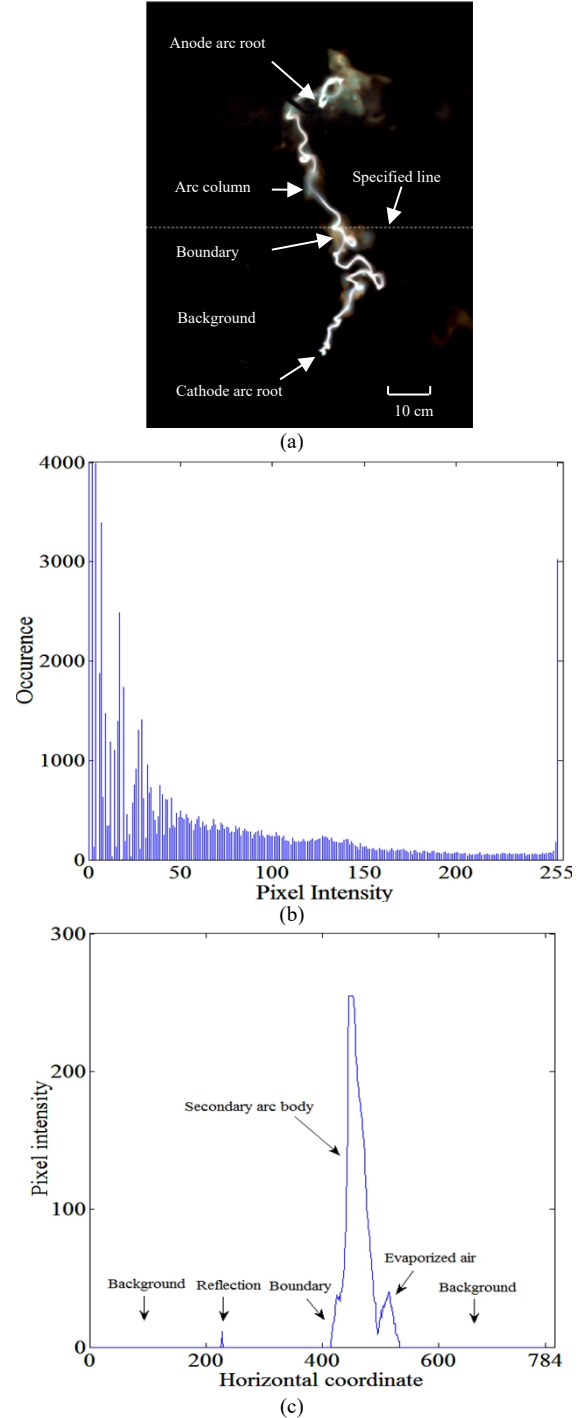 Anode arc root
Arc column
Specified line
Boundary
Background
Cathode arc root
10 cm
(a)
4000
3000
2000
1000
0
Occurence
0 50 100 150 200 255
Pixel Intensity
(b)
300
200
100
0
Pixel intensity
Secondary arc body
Evaporized air
Background Reflection Boundary Background
0 200 400 600 784
Horizontal coordinate
(c)